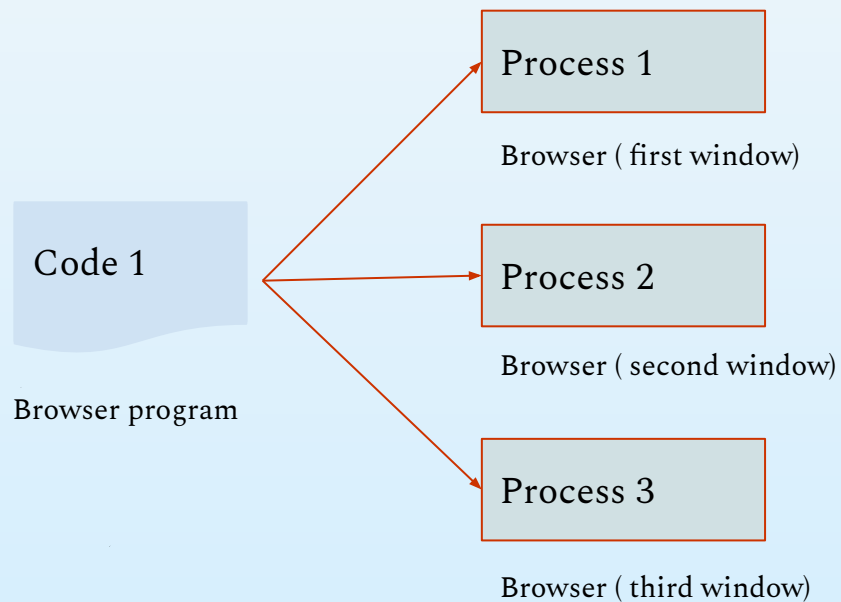 Process 1
Browser ( first window)
Code 1
Browser program
Process 2
Browser ( second window)
Process 3
Browser ( third window)